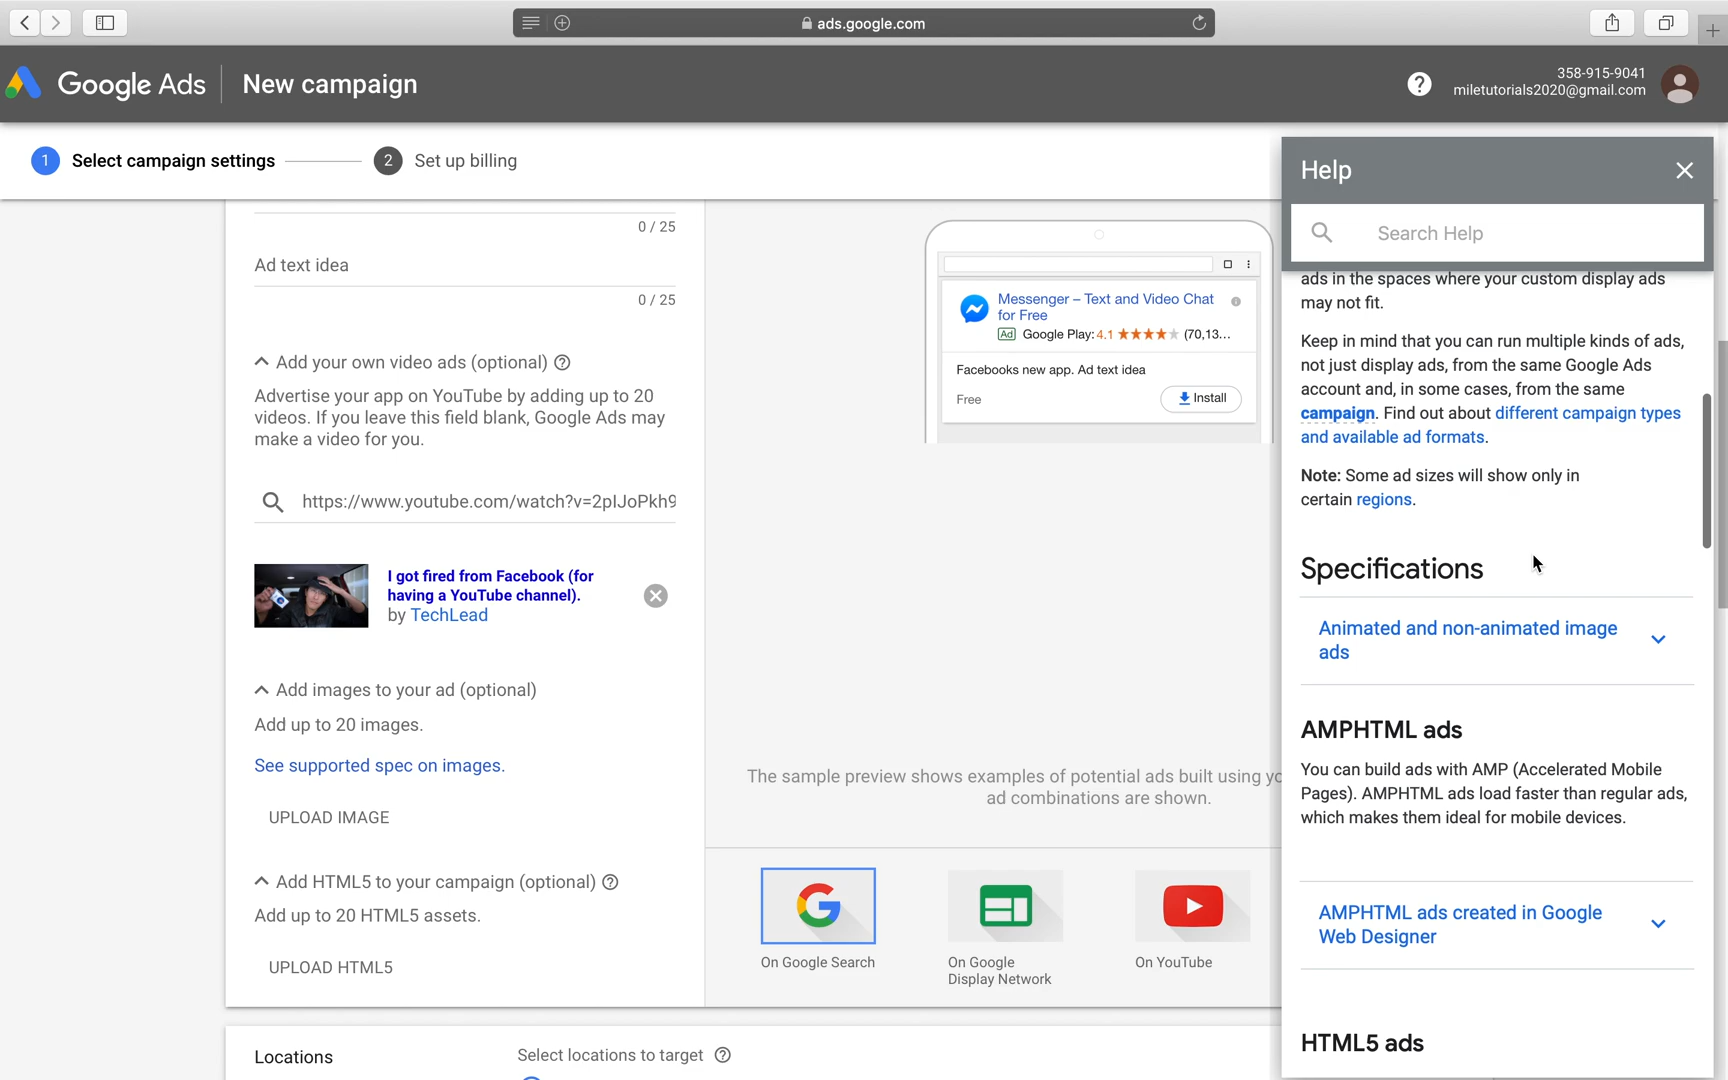 ads.google.com
Google Ads
New campaign
358-915-9041
miletutorials2020@gmail.com
1 Select campaign settings
2 Set up billing
0 / 25
Ad text idea
0 / 25
Add your own video ads (optional)
Advertise your app on YouTube by adding up to 20
videos. If you leave this field blank, Google Ads may
make a video for you.
https://www.youtube.com/watch?v=2plJoPkh9
I got fired from Facebook (for
having a YouTube channel).
by TechLead
Add images to your ad (optional)
Add up to 20 images.
See supported spec on images.
UPLOAD IMAGE
Add HTML5 to your campaign (optional)
Add up to 20 HTML5 assets.
UPLOAD HTML5
Locations
Select locations to target
Messenger – Text and Video Chat
for Free
Ad Google Play: 4.1 ★★★★★ (70,13...
Facebooks new app. Ad text idea
Free
Install
The sample preview shows examples of potential ads built using yo
ad combinations are shown.
On Google Search
On Google
Display Network
On YouTube
Help
Search Help
ads in the spaces where your custom display ads
may not fit.
Keep in mind that you can run multiple kinds of ads,
not just display ads, from the same Google Ads
account and, in some cases, from the same
campaign. Find out about different campaign types
and available ad formats.
Note: Some ad sizes will show only in
certain regions.
Specifications
Animated and non-animated image
ads
AMPHTML ads
You can build ads with AMP (Accelerated Mobile
Pages). AMPHTML ads load faster than regular ads,
which makes them ideal for mobile devices.
AMPHTML ads created in Google
Web Designer
HTML5 ads